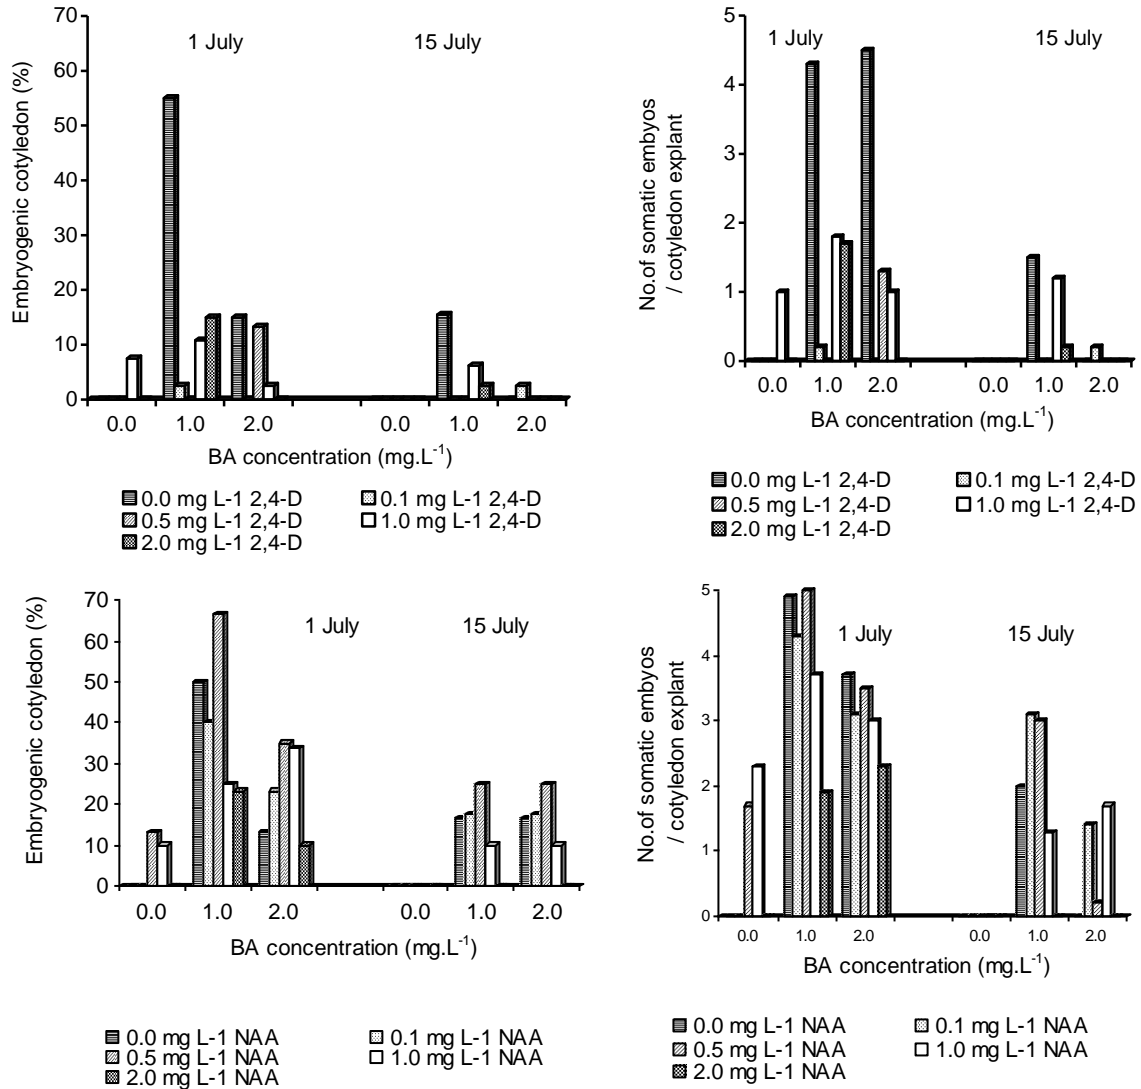 70
60
50
40
30
20
10
0
Embryogenic cotyledon (%)
1 July
15 July
0.0
1.0
2.0
0.0
1.0
2.0
BA concentration (mg.L-1)
0.0 mg L-1 2,4-D
0.1 mg L-1 2,4-D
0.5 mg L-1 2,4-D
1.0 mg L-1 2,4-D
2.0 mg L-1 2,4-D
5
4
3
2
1
0
No.of somatic embyos
/ cotyledon explant
1 July
15 July
0.0
1.0
2.0
0.0
1.0
2.0
BA concentration (mg.L-1)
0.0 mg L-1 2,4-D
0.1 mg L-1 2,4-D
0.5 mg L-1 2,4-D
1.0 mg L-1 2,4-D
2.0 mg L-1 2,4-D
70
60
50
40
30
20
10
0
Embryogenic cotyledon (%)
1 July
15 July
0.0
1.0
2.0
0.0
1.0
2.0
BA concentration (mg.L-1)
0.0 mg L-1 NAA
0.1 mg L-1 NAA
0.5 mg L-1 NAA
1.0 mg L-1 NAA
2.0 mg L-1 NAA
5
4
3
2
1
0
No.of somatic embyos
/ cotyledon explant
1 July
15 July
0.0
1.0
2.0
0.0
1.0
2.0
BA concentration (mg.L-1)
0.0 mg L-1 NAA
0.1 mg L-1 NAA
0.5 mg L-1 NAA
1.0 mg L-1 NAA
2.0 mg L-1 NAA